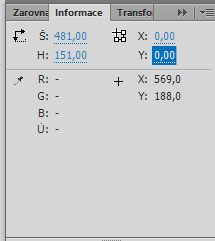 Zarovna Informace Transfo
Š: 481,00 X: 0,00
H: 151,00 Y: 0,00
R: - X: 569,0
G: - Y: 188,0
B: -
Ú: -